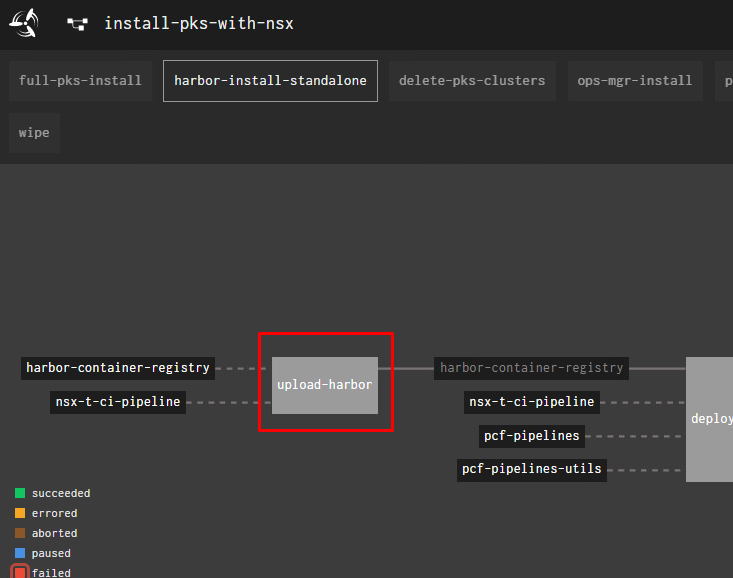 install-pks-with-nsx
full-pks-install
harbor-install-standalone
delete-pks-clusters
ops-mgr-install
p
wipe
harbor-container-registry
nsx-t-ci-pipeline
upload-harbor
harbor-container-registry
nsx-t-ci-pipeline
pcf-pipelines
pcf-pipelines-utils
deploy
succeeded
errored
aborted
paused
failed